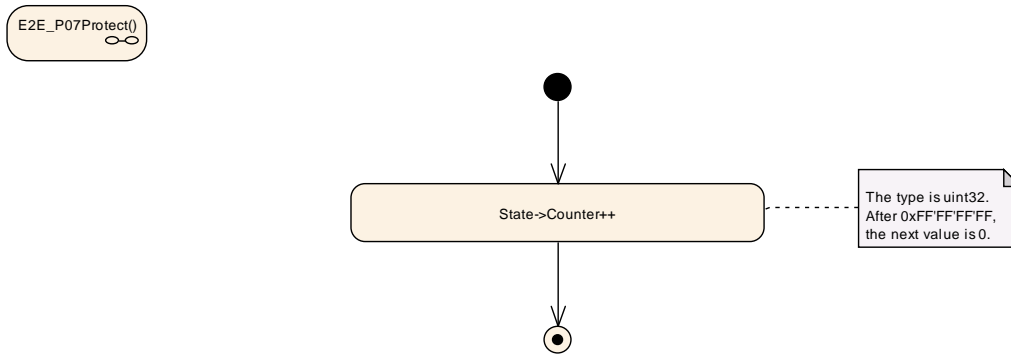 E2E_P07Protect()
State->Counter++
The type is uint32.
After 0xFF'FF'FF'FF,
the next value is 0.